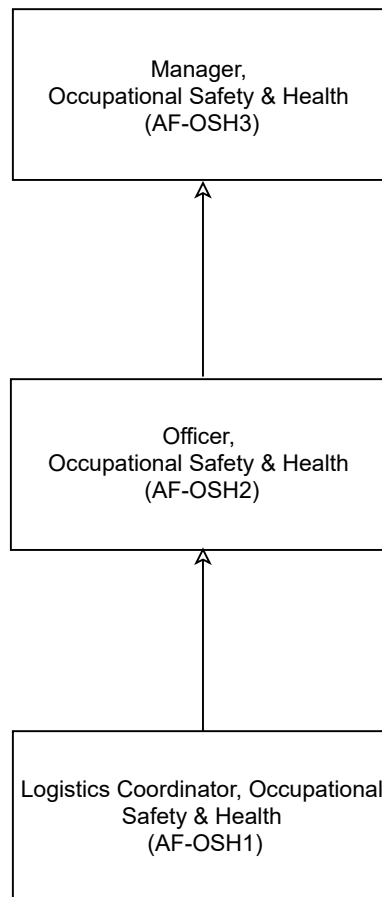 Manager,
Occupational Safety & Health
(AF-OSH3)
Officer,
Occupational Safety & Health
(AF-OSH2)
Logistics Coordinator, Occupational
Safety & Health
(AF-OSH1)